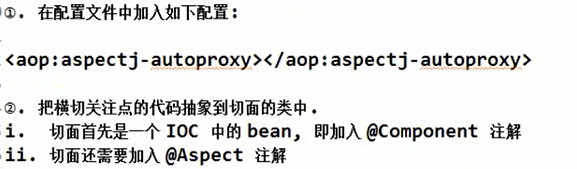 ①. 在配置文件中加入如下配置:
<aop:aspectj-autoproxy></aop:aspectj-autoproxy>
②. 把横切关注点的代码抽象到切面的类中.
i. 切面首先是一个 IOC 中的 bean, 即加入 @Component 注解
ii. 切面还需要加入 @Aspect 注解